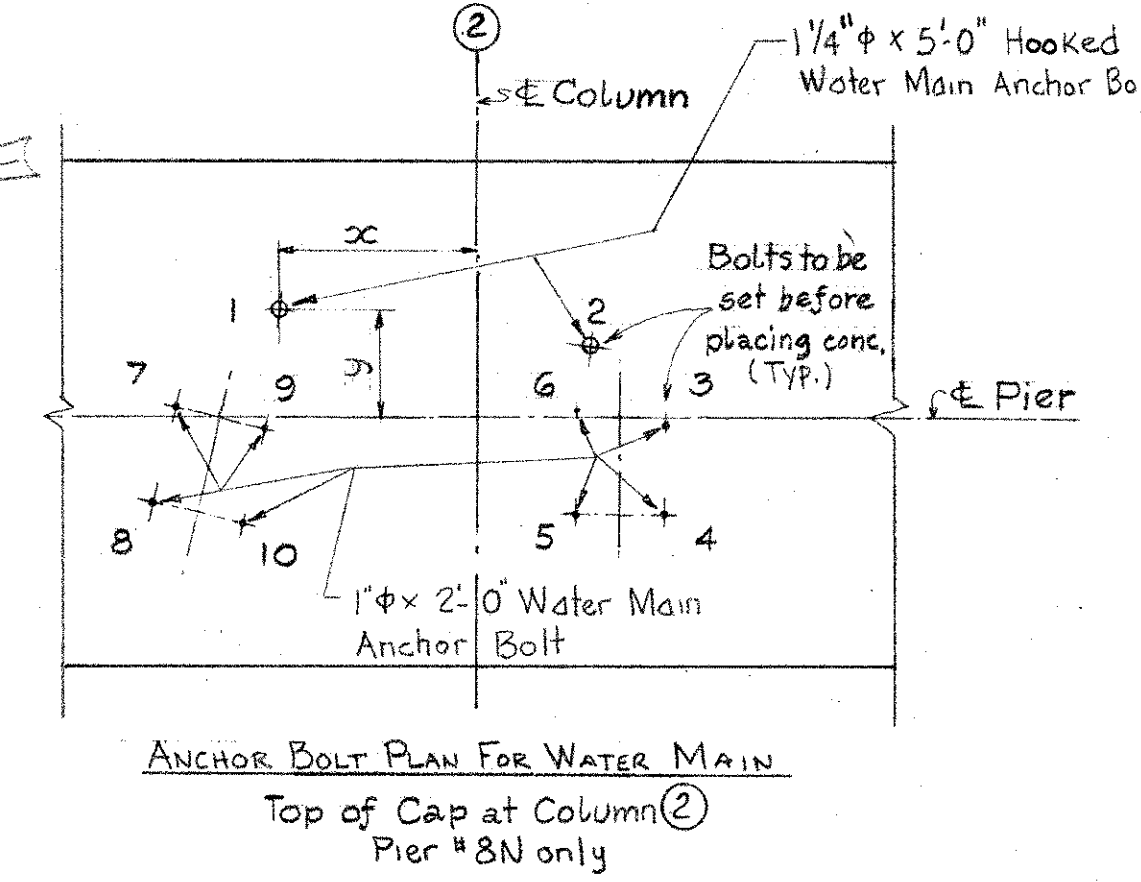 2
1 1/4"ϕ x 5'-0" Hooked
Water Main Anchor Bo
℄ Column
x
Bolts to be
set before
placing conc.
(TYP.)
1
2
y
7
9
6
3
℄ Pier
8
10
5
4
1"ϕ x 2'-0" Water Main
Anchor Bolt
ANCHOR BOLT PLAN FOR WATER MAIN
Top of Cap at Column 2
Pier #8N only